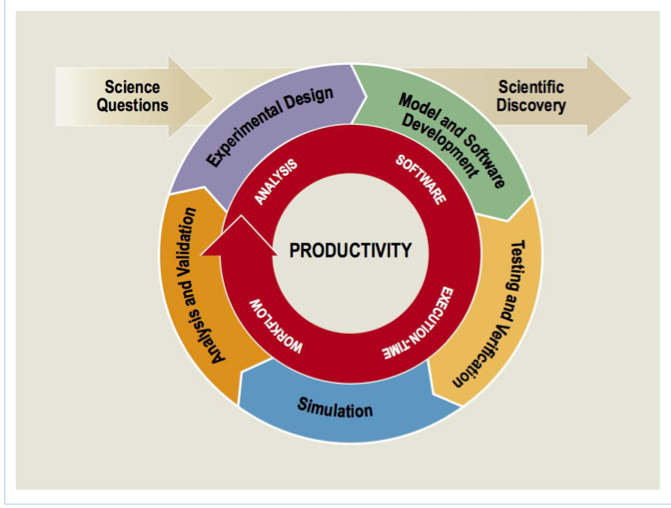 Science
Questions
Scientific
Discovery
Experimental Design
Model and Software
Development
Testing and Verification
Simulation
Analysis and Validation
ANALYSIS
SOFTWARE
EXECUTION-TIME
WORKFLOW
PRODUCTIVITY